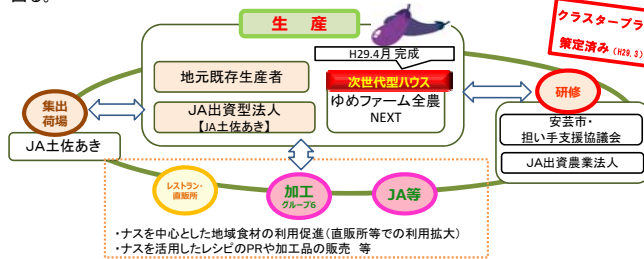 生　産
クラスタープラ
策定済み（H29.3）
H29.4月 完成
次世代型ハウス
ゆめファーム全農
NEXT
地元既存生産者
JA出資型法人
【JA土佐あき】
集出
荷場
JA土佐あき
研修
安芸市・
担い手支援協議会
JA出資農業法人
レストラン・
直販所
加工
グループ6
JA等
・ナスを中心とした地域食材の利用促進(直販所等での利用拡大)
・ナスを活用したレシピのPRや加工品の販売　等